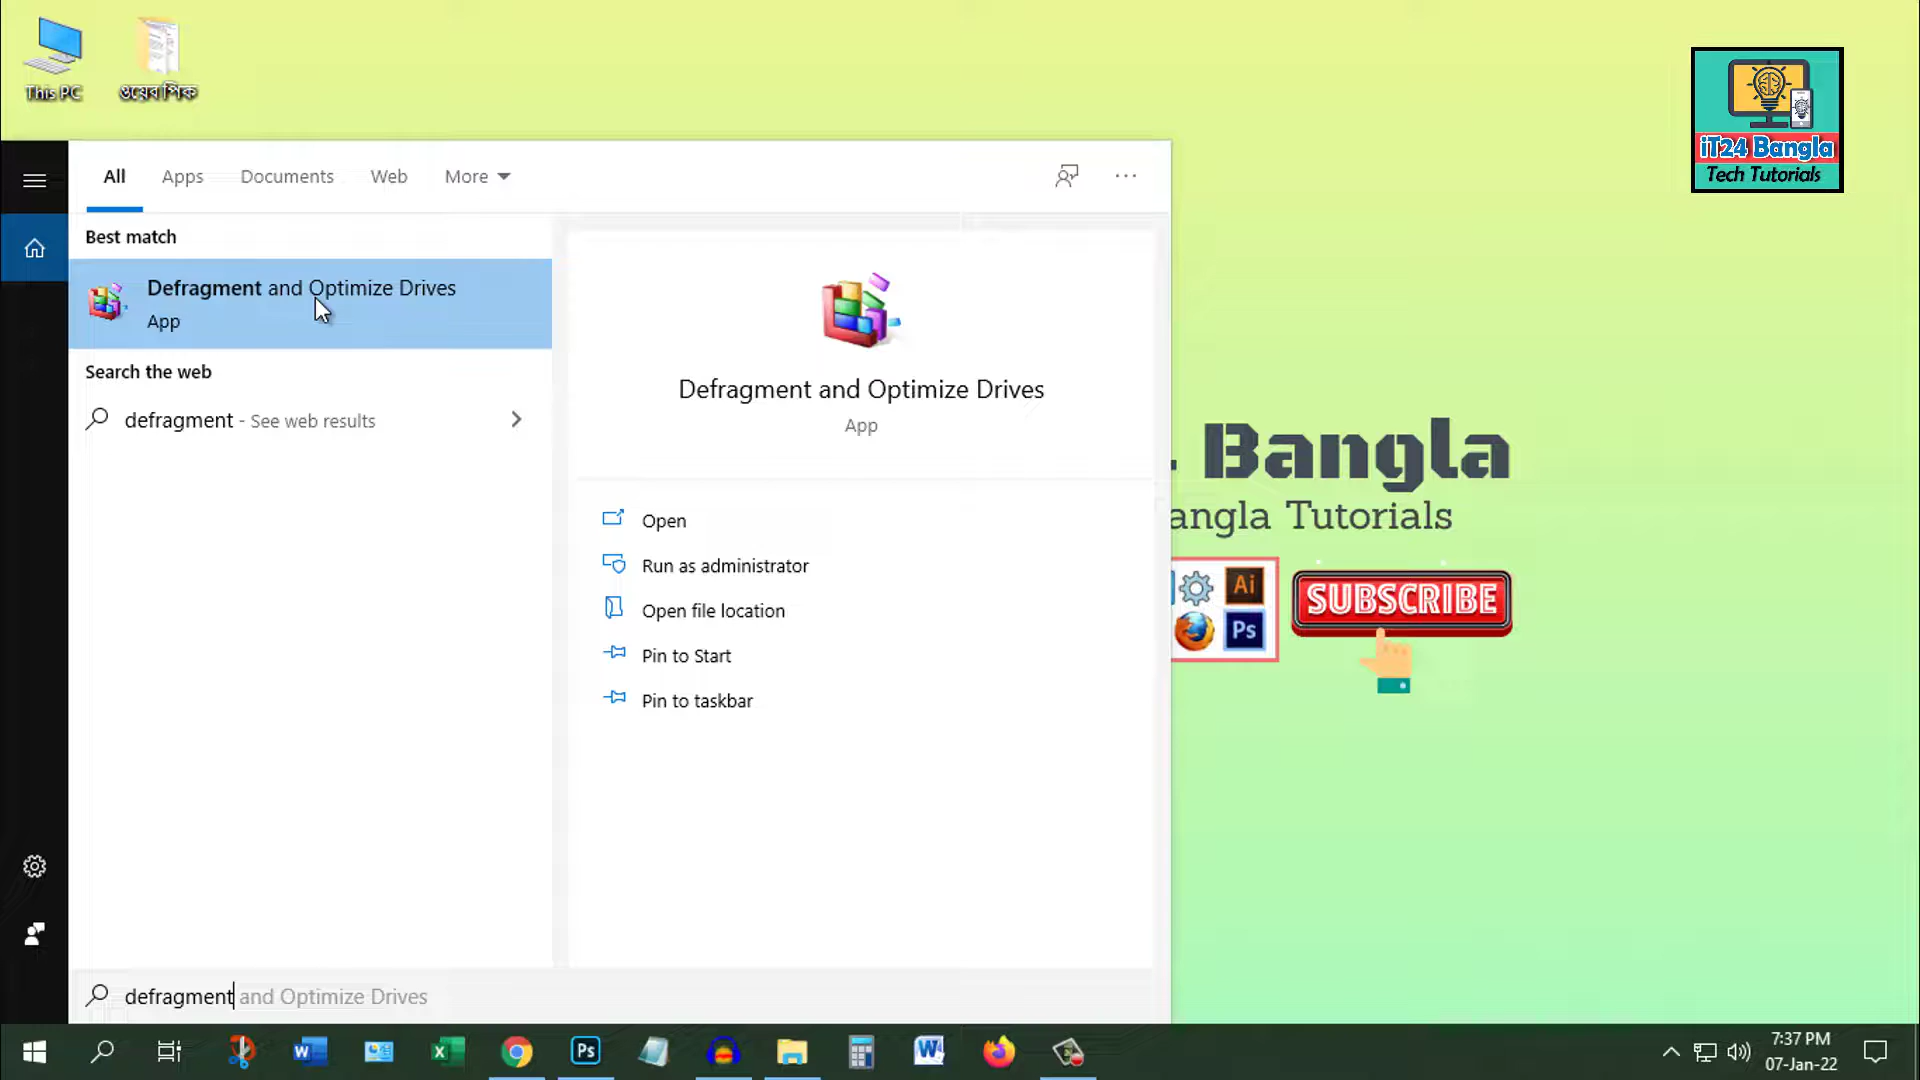 This PC
ওয়েব পিক
iT24 Bangla
Tech Tutorials
All
Apps
Documents
Web
More
Best match
Defragment and Optimize Drives
App
Search the web
defragment - See web results
Defragment and Optimize Drives
App
Open
Run as administrator
Open file location
Pin to Start
Pin to taskbar
Bangla
angla Tutorials
Ai
Ps
SUBSCRIBE
defragment and Optimize Drives
Ps
7:37 PM
07-Jan-22